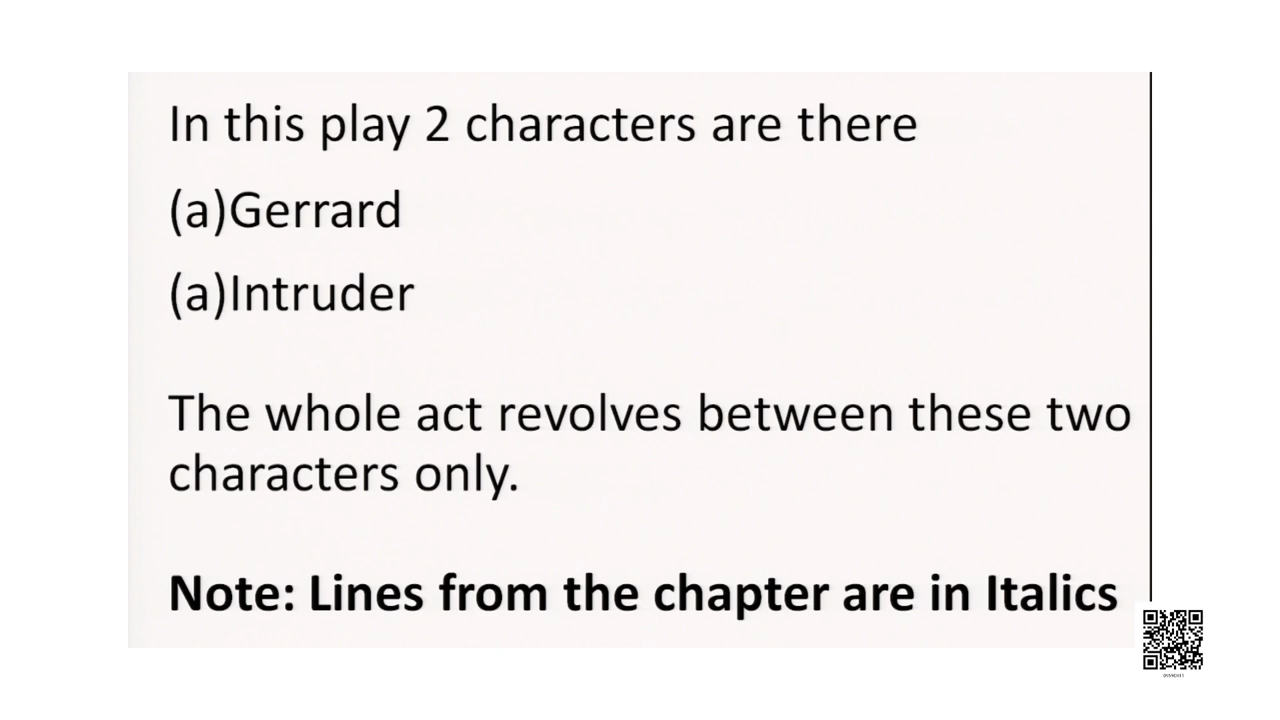 In this play 2 characters are there
(a)Gerrard
(a)Intruder
The whole act revolves between these two
characters only.
Note: Lines from the chapter are in Italics